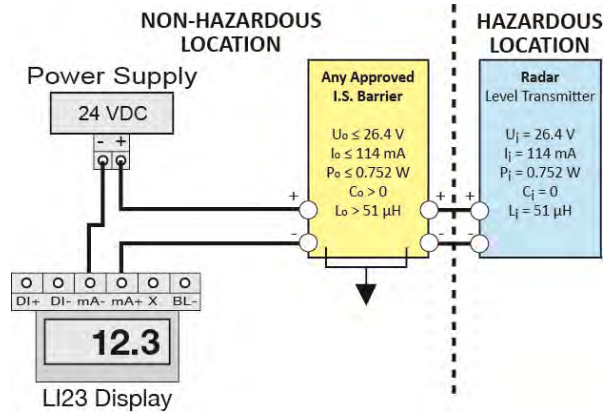 NON-HAZARDOUS
LOCATION
HAZARDOUS
LOCATION
Power Supply
24 VDC
- +
Any Approved
I.S. Barrier
Uₒ ≤ 26.4 V
Iₒ ≤ 114 mA
Pₒ ≤ 0.752 W
Cₒ > 0
Lₒ > 51 μH
Radar
Level Transmitter
Uᵢ = 26.4 V
Iᵢ = 114 mA
Pᵢ = 0.752 W
Cᵢ = 0
Lᵢ = 51 μH
+ + +
- - -
DI+ DI- mA- mA+ X BL-
12.3
LI23 Display